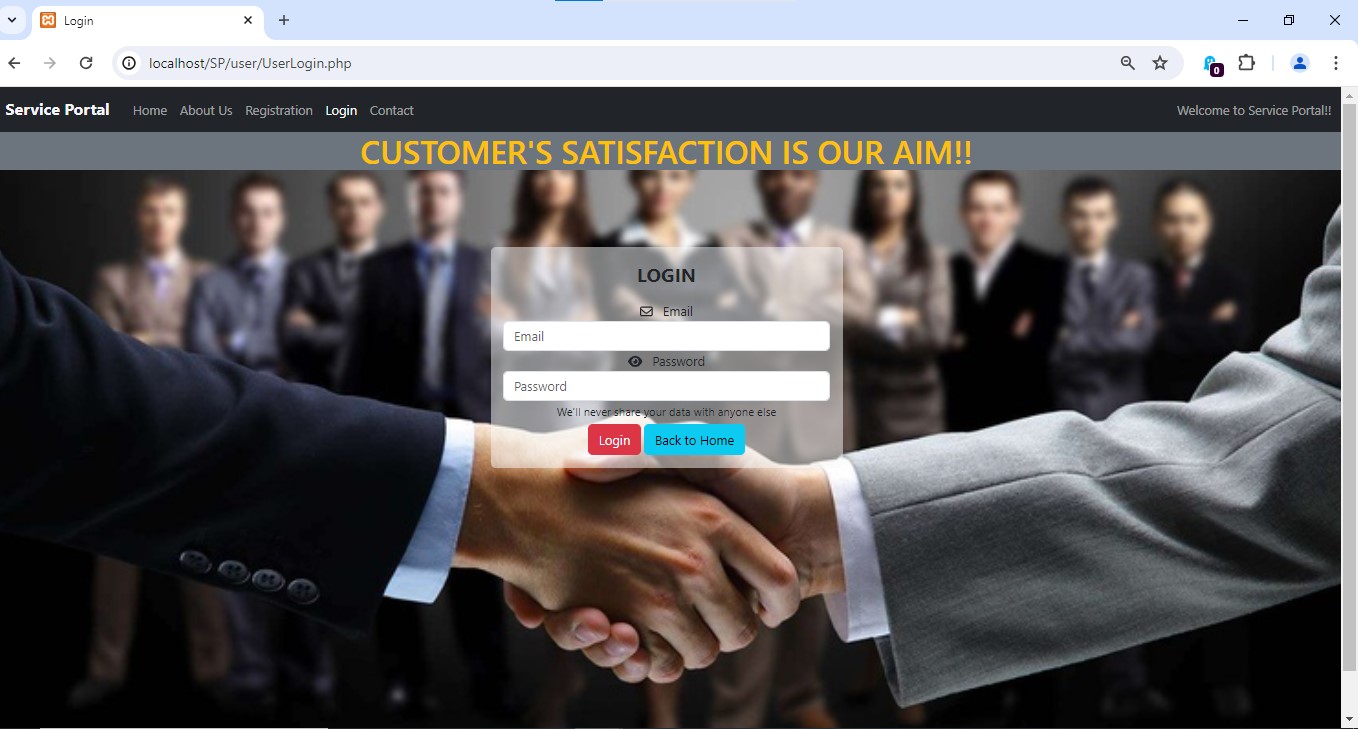 Login
localhost/SP/user/UserLogin.php
0
Service Portal Home About Us Registration Login Contact Welcome to Service Portal!!
CUSTOMER'S SATISFACTION IS OUR AIM!!
LOGIN
Email
Email
Password
Password
We'll never share your data with anyone else
Login Back to Home